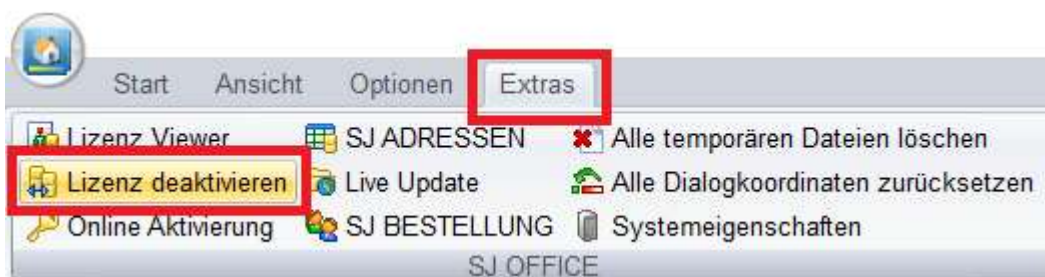 Start Ansicht Optionen Extras
Lizenz Viewer SJ ADRESSEN Alle temporären Dateien löschen
Lizenz deaktivieren Live Update Alle Dialogkoordinaten zurücksetzen
Online Aktivierung SJ BESTELLUNG Systemeigenschaften
SJ OFFICE